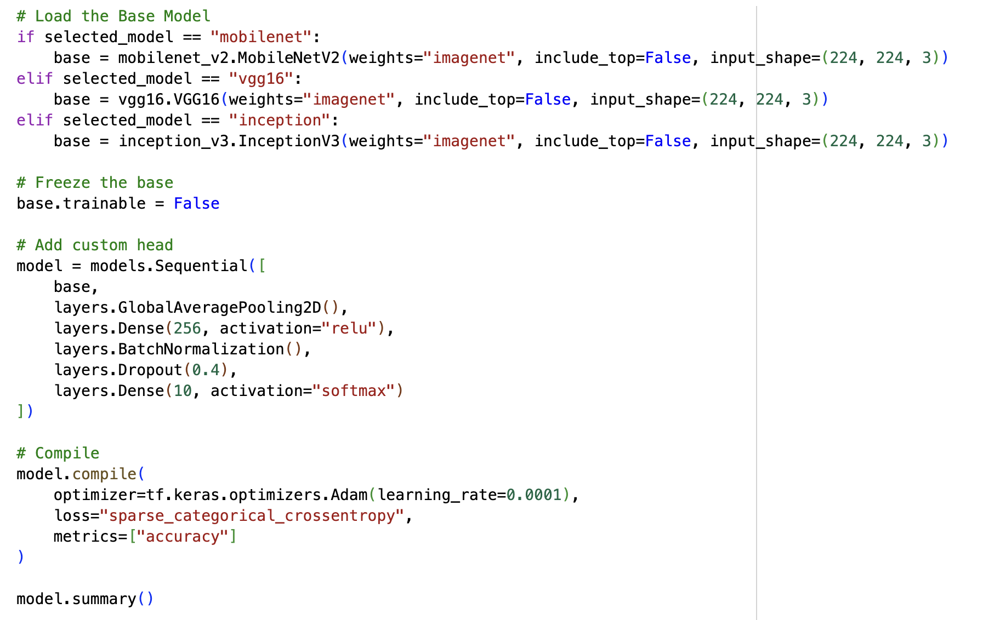 # Load the Base Model
if selected_model == "mobilenet":
    base = mobilenet_v2.MobileNetV2(weights="imagenet", include_top=False, input_shape=(224, 224, 3))
elif selected_model == "vgg16":
    base = vgg16.VGG16(weights="imagenet", include_top=False, input_shape=(224, 224, 3))
elif selected_model == "inception":
    base = inception_v3.InceptionV3(weights="imagenet", include_top=False, input_shape=(224, 224, 3))

# Freeze the base
base.trainable = False

# Add custom head
model = models.Sequential([
    base,
    layers.GlobalAveragePooling2D(),
    layers.Dense(256, activation="relu"),
    layers.BatchNormalization(),
    layers.Dropout(0.4),
    layers.Dense(10, activation="softmax")
])

# Compile
model.compile(
    optimizer=tf.keras.optimizers.Adam(learning_rate=0.0001),
    loss="sparse_categorical_crossentropy",
    metrics=["accuracy"]
)

model.summary()